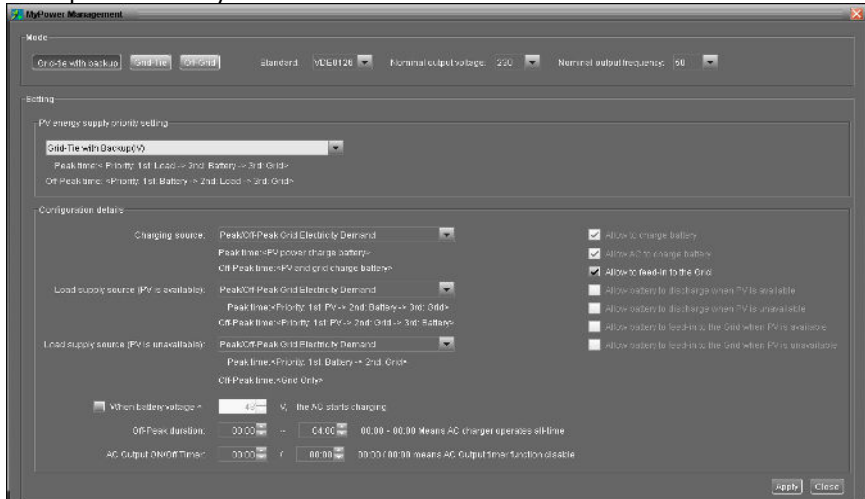 MyPower Management
Mode
Grid-tie with backup Grid-Tie Off-Grid Standard: VDE0126 Nominal output voltage: 230 Nominal output frequency: 50
Setting
PV energy supply priority setting
Grid-Tie with Backup(IV)
Peak time:< Priority: 1st: Load -> 2nd: Battery -> 3rd: Grid>
Off-Peak time: <Priority: 1st: Battery -> 2nd: Load -> 3rd: Grid>
Configuration details
Charging source: Peak/Off-Peak Grid Electricity Demand
Allow to charge battery
Peak time:<PV power charge battery>
Allow AC to charge battery
Off-Peak time:<PV and grid charge battery>
Allow to feed-in to the Grid
Load supply source (PV is available): Peak/Off-Peak Grid Electricity Demand
Allow battery to discharge when PV is available
Peak time:<Priority: 1st: PV-> 2nd: Battery-> 3rd: Grid>
Allow battery to discharge when PV is unavailable
Off-Peak time:<Priority: 1st: PV-> 2nd: Grid-> 3rd: Battery>
Allow battery to feed-in to the Grid when PV is available
Load supply source (PV is unavailable): Peak/Off-Peak Grid Electricity Demand
Allow battery to feed-in to the Grid when PV is unavailable
Peak time:<Priority: 1st: Battery-> 2nd: Grid>
Off-Peak time:<Grid Only>
When battery voltage < V, the AC starts charging
Off-Peak duration: 00:00 ~ 04:00 00:00 - 00:00 Means AC charger operates all-time
AC Output ON/Off Timer: 00:00 / 00:00 00:00 / 00:00 means AC Output timer function disable
Apply Close